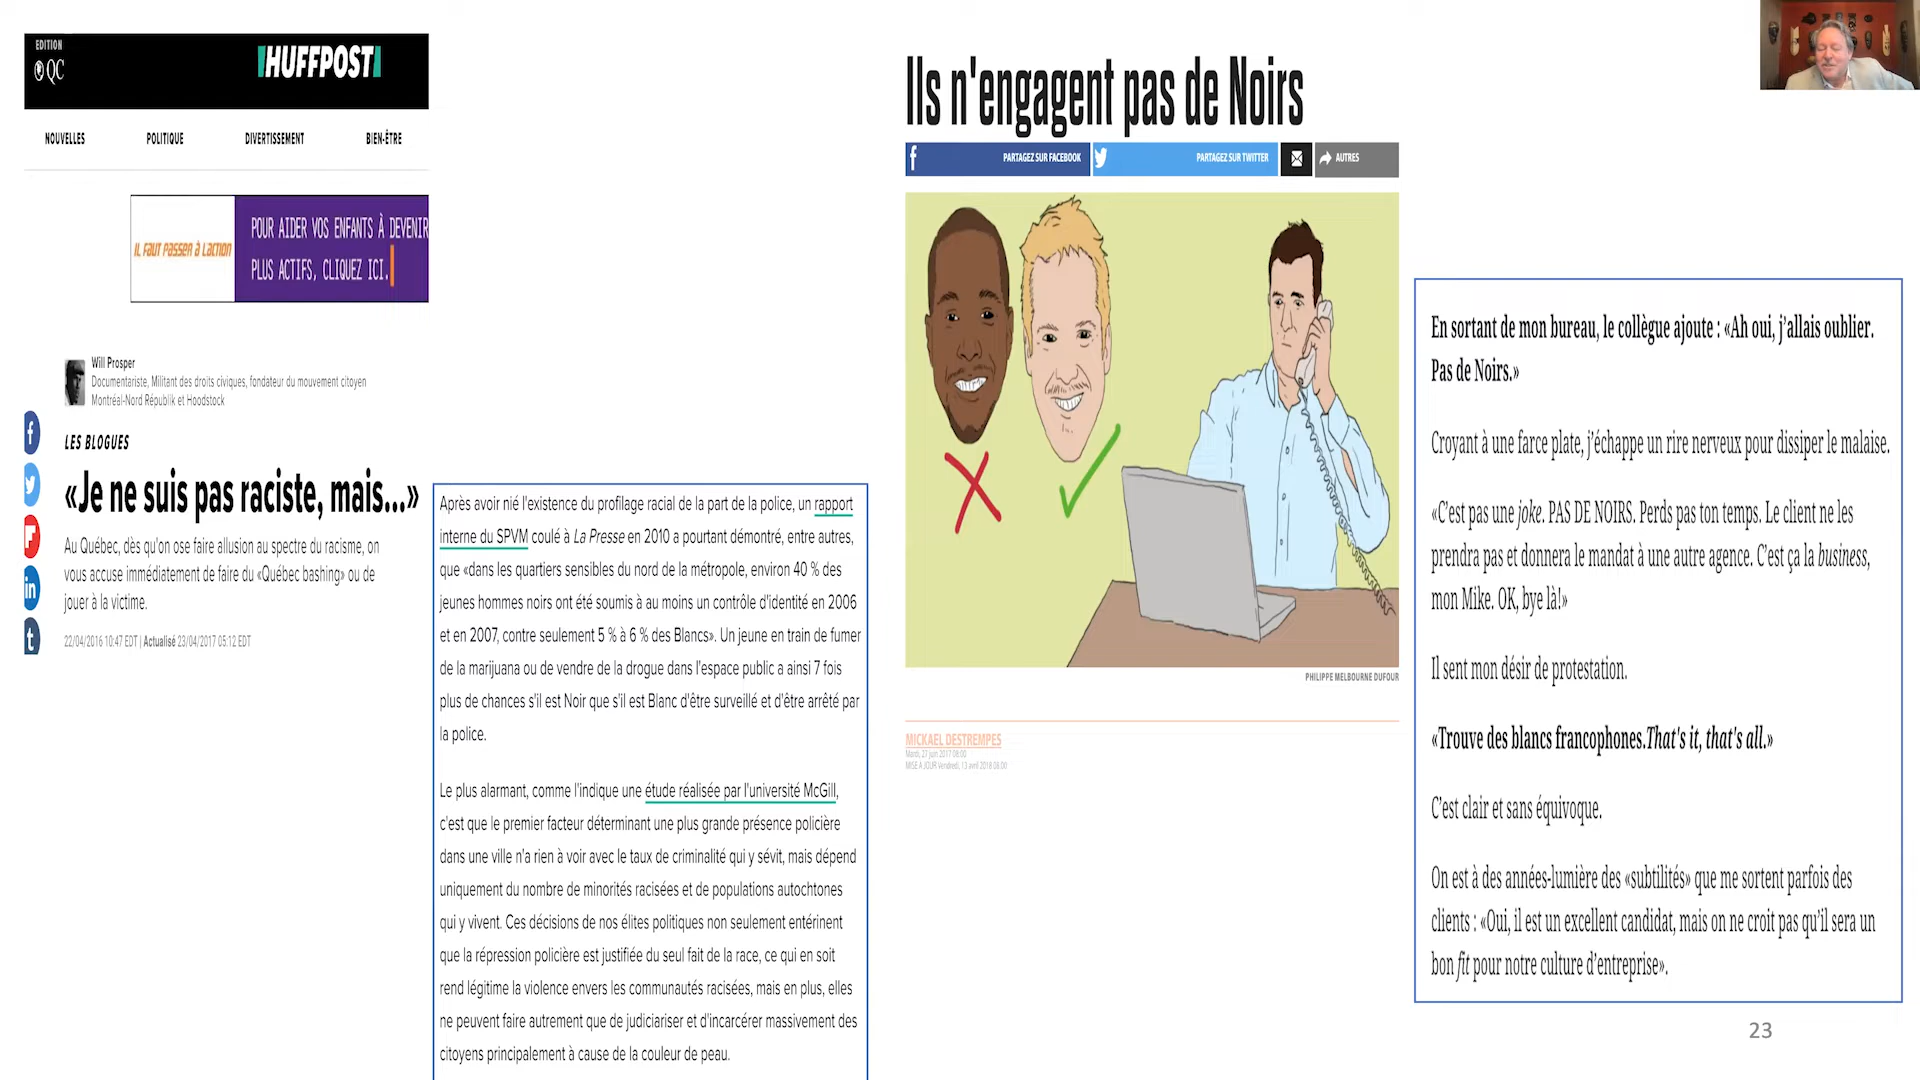 EDITION
QC
HUFFPOST
NOUVELLES
POLITIQUE
DIVERTISSEMENT
BIEN-ÊTRE
IL FAUT PASSER À L'ACTION
POUR AIDER VOS ENFANTS À DEVENIR
PLUS ACTIFS, CLIQUEZ ICI.
Will Prosper
Documentariste, Militant des droits civiques, fondateur du mouvement citoyen
Montréal-Nord Républik et Hoodstock
LES BLOGUES
«Je ne suis pas raciste, mais...»
Au Québec, dès qu'on ose faire allusion au spectre du racisme, on
vous accuse immédiatement de faire du «Québec bashing» ou de
jouer à la victime.
22/04/2016 10:47 EDT | Actualisé 23/04/2017 05:12 EDT
Après avoir nié l'existence du profilage racial de la part de la police, un rapport
interne du SPVM coulé à La Presse en 2010 a pourtant démontré, entre autres,
que «dans les quartiers sensibles du nord de la métropole, environ 40 % des
jeunes hommes noirs ont été soumis à au moins un contrôle d'identité en 2006
et en 2007, contre seulement 5 % à 6 % des Blancs». Un jeune en train de fumer
de la marijuana ou de vendre de la drogue dans l'espace public a ainsi 7 fois
plus de chances s'il est Noir que s'il est Blanc d'être surveillé et d'être arrêté par
la police.
Le plus alarmant, comme l'indique une étude réalisée par l'université McGill,
c'est que le premier facteur déterminant une plus grande présence policière
dans une ville n'a rien à voir avec le taux de criminalité qui y sévit, mais dépend
uniquement du nombre de minorités racisées et de populations autochtones
qui y vivent. Ces décisions de nos élites politiques non seulement entérinent
que la répression policière est justifiée du seul fait de la race, ce qui en soit
rend légitime la violence envers les communautés racisées, mais en plus, elles
ne peuvent faire autrement que de judiciariser et d'incarcérer massivement des
citoyens principalement à cause de la couleur de peau.
Ils n'engagent pas de Noirs
PARTAGEZ SUR FACEBOOK
PARTAGEZ SUR TWITTER
AUTRES
PHILIPPE MELBOURNE DUFOUR
MICKAEL DESTREMPES
Mardi, 27 juin 2017 08:00
MISE À JOUR Vendredi, 13 avril 2018 08:00
En sortant de mon bureau, le collègue ajoute : «Ah oui, j'allais oublier.
Pas de Noirs.»
Croyant à une farce plate, j'échappe un rire nerveux pour dissiper le malaise.
«C'est pas une joke. PAS DE NOIRS. Perds pas ton temps. Le client ne les
prendra pas et donnera le mandat à une autre agence. C'est ça la business,
mon Mike. OK, bye là!»
Il sent mon désir de protestation.
«Trouve des blancs francophones.That's it, that's all.»
C'est clair et sans équivoque.
On est à des années-lumière des «subtilités» que me sortent parfois des
clients : «Oui, il est un excellent candidat, mais on ne croit pas qu'il sera un
bon fit pour notre culture d'entreprise».
23